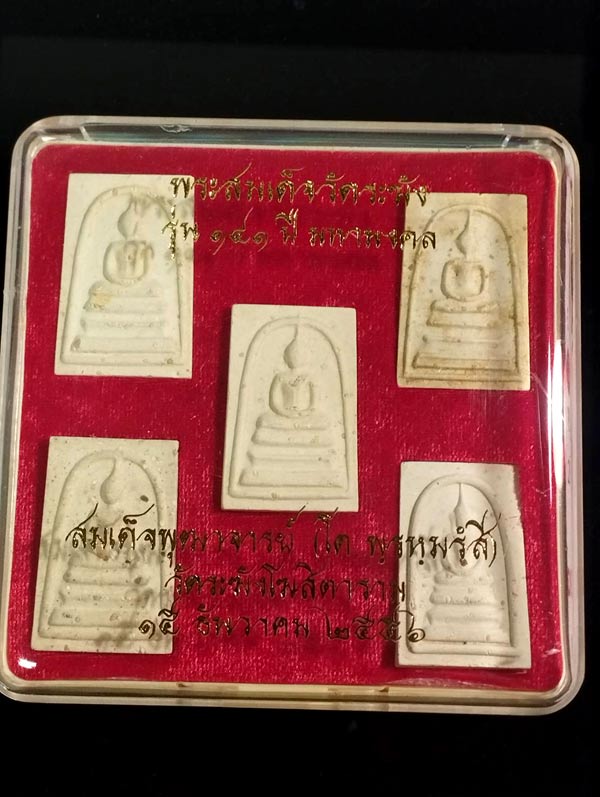 พระสมเด็จวัดระฆัง
รุ่น ๑๔๑ ปี มหามงคล
สมเด็จพุฒาจารย์ (โต พฺรหฺมรํสี)
วัดระฆังโฆสิตาราม
๑๕ ธันวาคม ๒๕๕๖